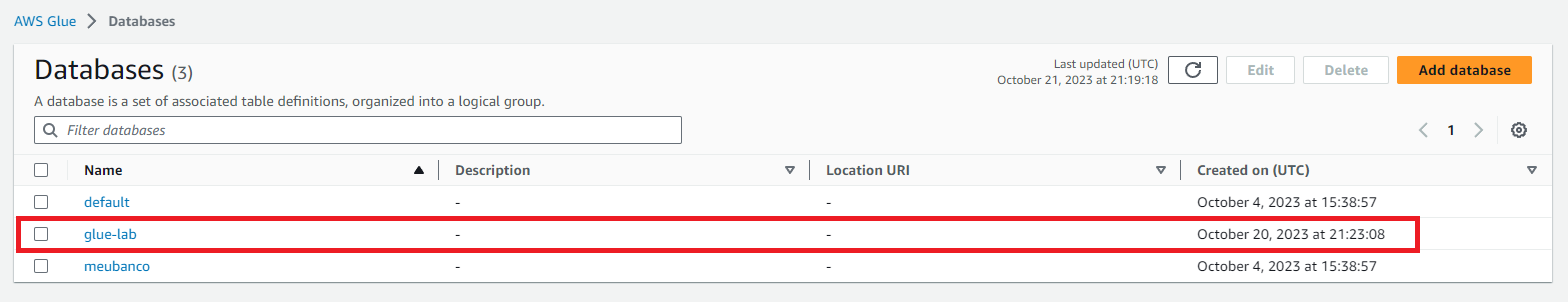 AWS Glue > Databases
Databases (3)
Last updated (UTC)
October 21, 2023 at 21:19:18
Edit
Delete
Add database
A database is a set of associated table definitions, organized into a logical group.
Filter databases
1
Name Description Location URI Created on (UTC)
default - - October 4, 2023 at 15:38:57
glue-lab - - October 20, 2023 at 21:23:08
meubanco - - October 4, 2023 at 15:38:57